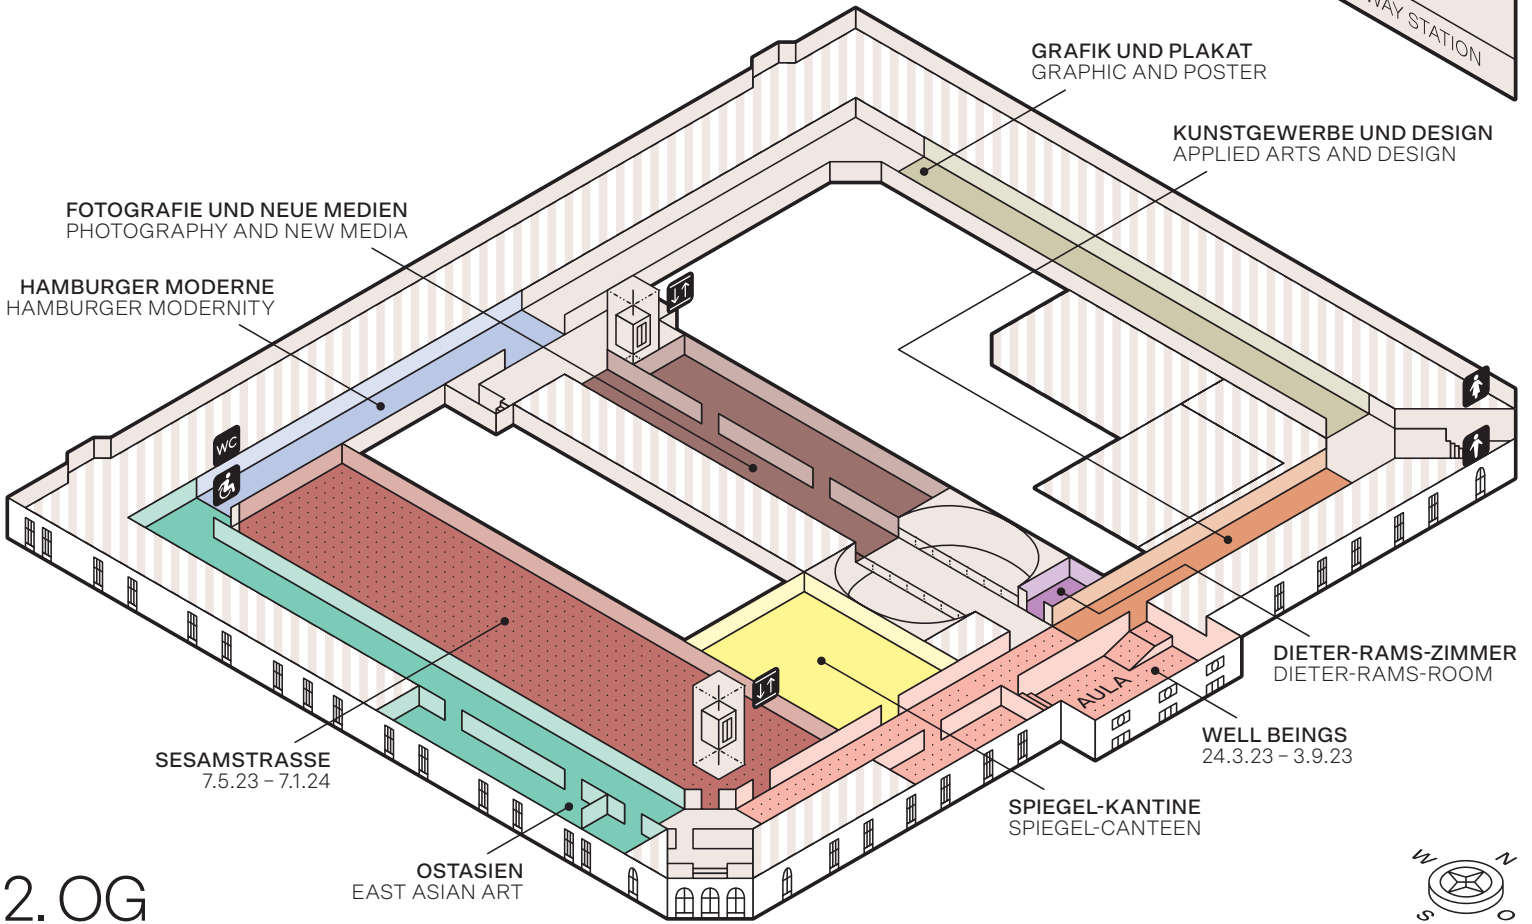 WAY STATION
GRAFIK UND PLAKAT
GRAPHIC AND POSTER
KUNSTGEWERBE UND DESIGN
APPLIED ARTS AND DESIGN
FOTOGRAFIE UND NEUE MEDIEN
PHOTOGRAPHY AND NEW MEDIA
HAMBURGER MODERNE
HAMBURGER MODERNITY
WC
DIETER-RAMS-ZIMMER
DIETER-RAMS-ROOM
AULA
WELL BEINGS
24.3.23 – 3.9.23
SESAMSTRASSE
7.5.23 – 7.1.24
SPIEGEL-KANTINE
SPIEGEL-CANTEEN
OSTASIEN
EAST ASIAN ART
2. OG
W N
S O